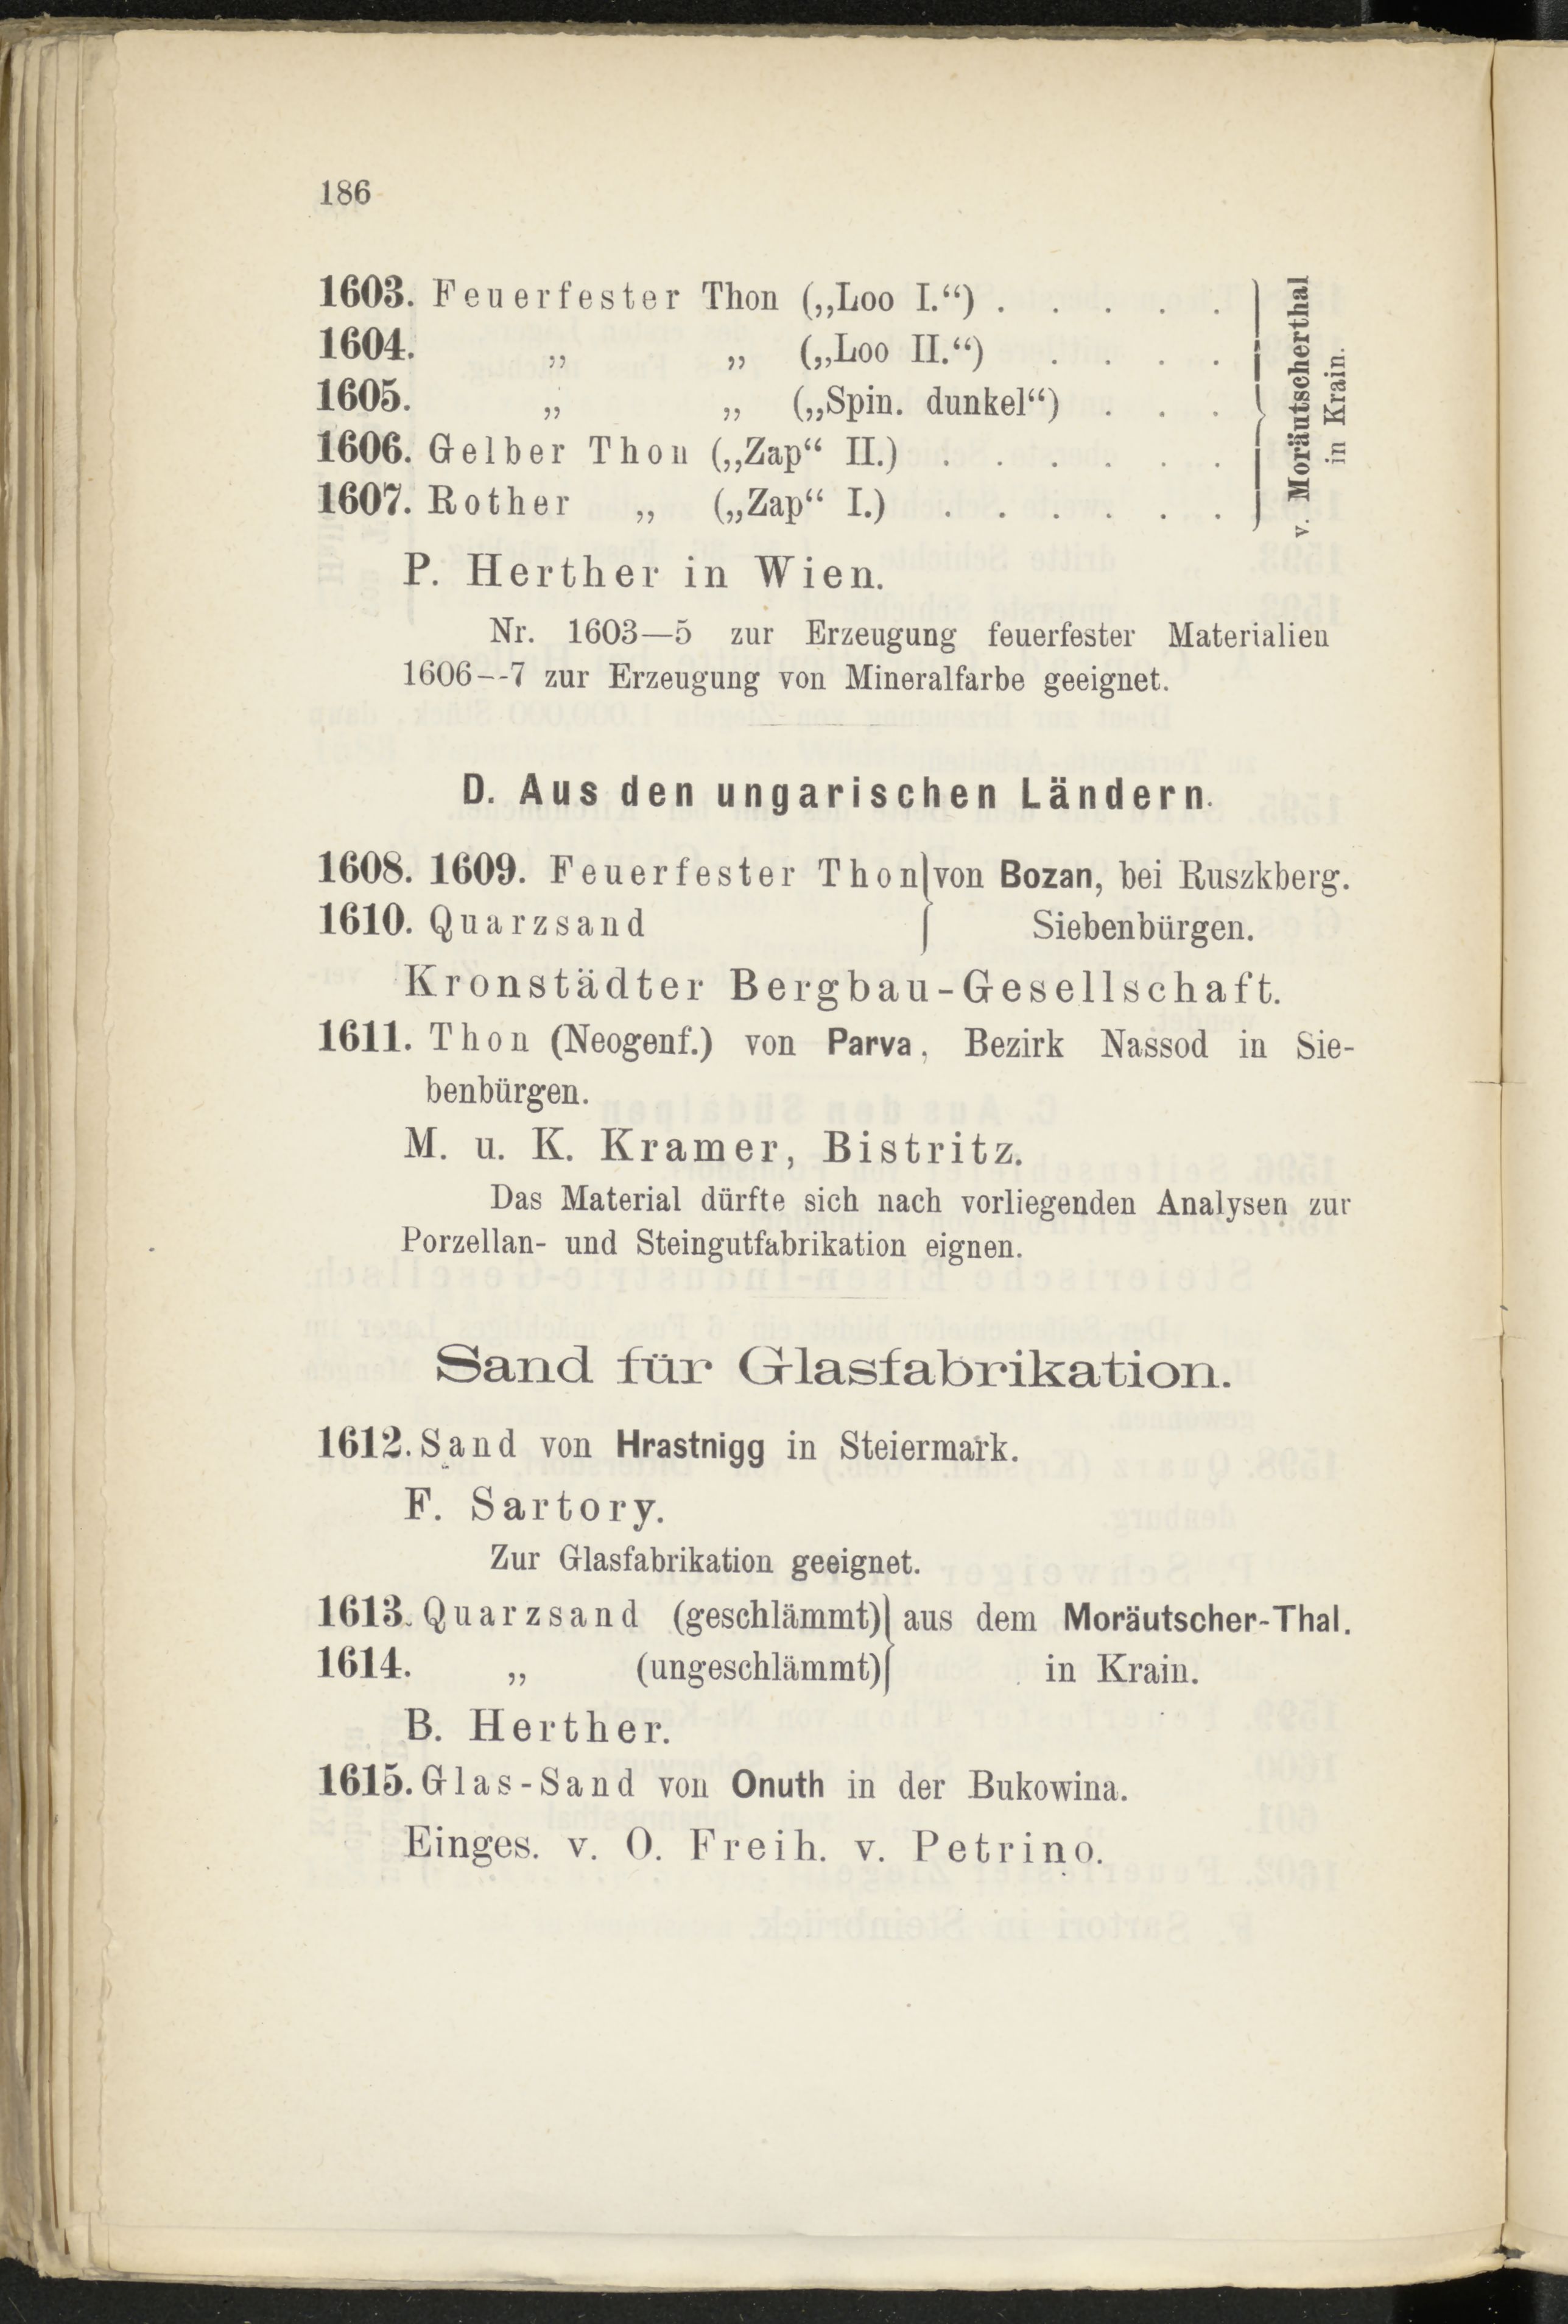 186
1603. Feuerfester Thon („Loo I.“) . . . . .
1604. „ „ („Loo II.“) . . . .
1605. „ „ („Spin. dunkel“) . . .
1606. Gelber Thon („Zap“ II.) . . . . . .
1607. Rother „ („Zap“ I.) . . . . . .
v. Moräutscherthal
in Krain.
P. Herther in Wien.
Nr. 1603—5 zur Erzeugung feuerfester Materialien
1606--7 zur Erzeugung von Mineralfarbe geeignet.
D. Aus den ungarischen Ländern.
1608. 1609. Feuerfester Thon von Bozan, bei Ruszkberg.
1610. Quarzsand Siebenbürgen.
Kronstädter Bergbau-Gesellschaft.
1611. Thon (Neogenf.) von Parva, Bezirk Nassod in Sie-
benbürgen.
M. u. K. Kramer, Bistritz.
Das Material dürfte sich nach vorliegenden Analysen zur
Porzellan- und Steingutfabrikation eignen.
Sand für Glasfabrikation.
1612. Sand von Hrastnigg in Steiermark.
F. Sartory.
Zur Glasfabrikation geeignet.
1613. Quarzsand (geschlämmt) aus dem Moräutscher-Thal.
1614. „ (ungeschlämmt) in Krain.
B. Herther.
1615. Glas-Sand von Onuth in der Bukowina.
Einges. v. O. Freih. v. Petrino.